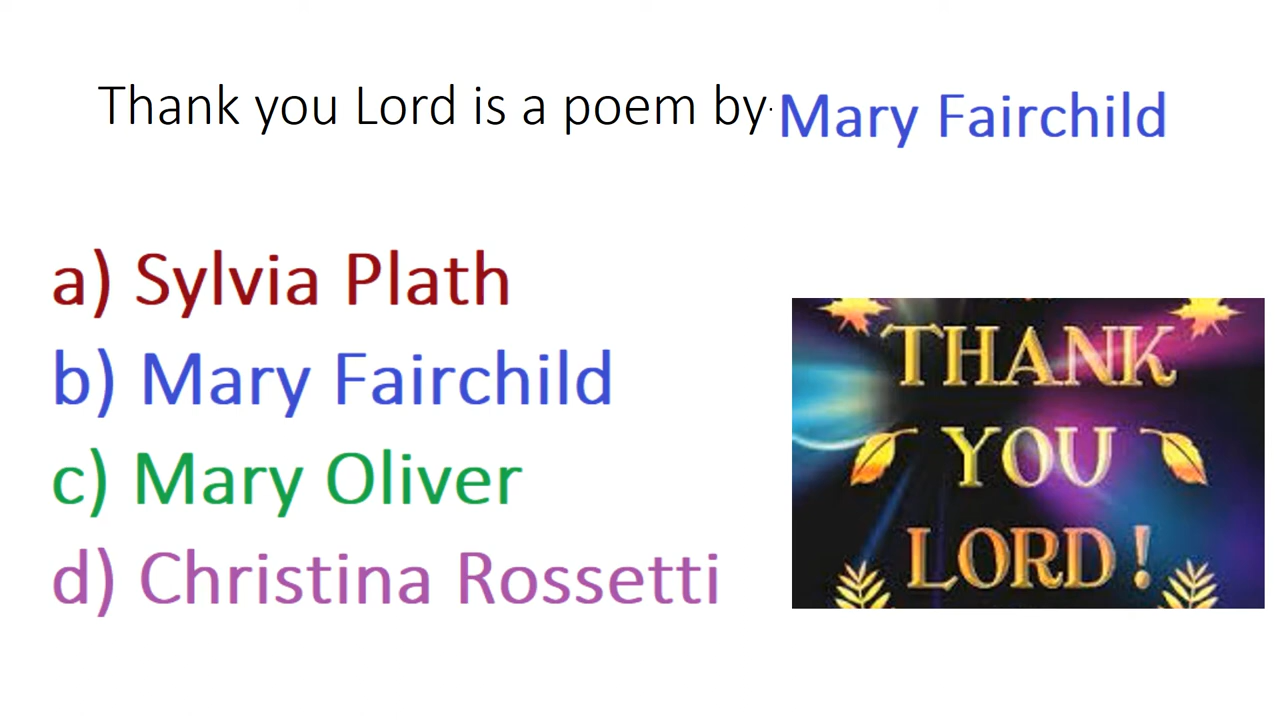 Thank you Lord is a poem by- Mary Fairchild
a) Sylvia Plath
b) Mary Fairchild
c) Mary Oliver
d) Christina Rossetti
THANK
YOU
LORD!